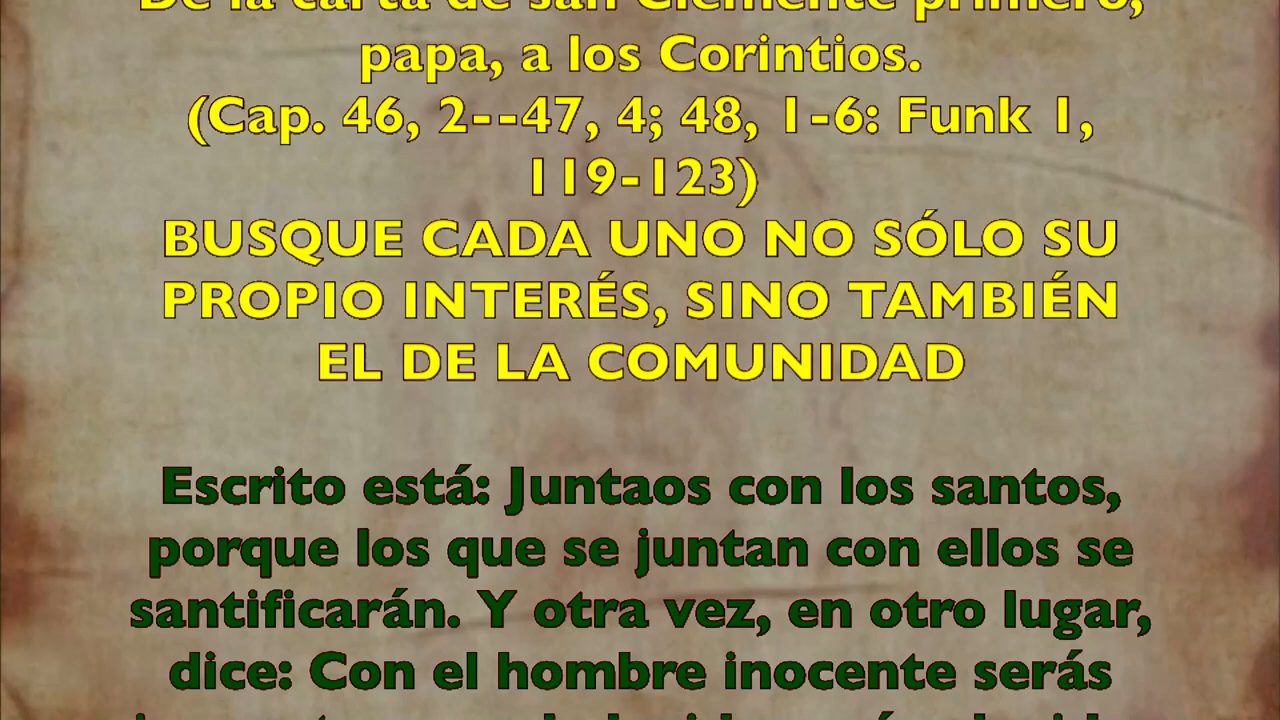 De la carta de san Clemente primero,
papa, a los Corintios.
(Cap. 46, 2--47, 4; 48, 1-6: Funk 1,
119-123)
BUSQUE CADA UNO NO SÓLO SU
PROPIO INTERÉS, SINO TAMBIÉN
EL DE LA COMUNIDAD
Escrito está: Juntaos con los santos,
porque los que se juntan con ellos se
santificarán. Y otra vez, en otro lugar,
dice: Con el hombre inocente serás